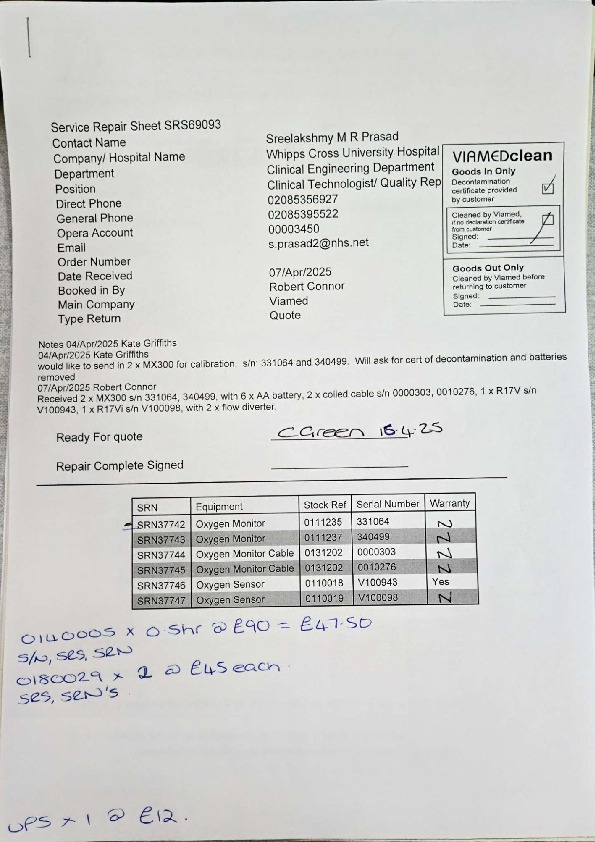 Service Repair Sheet SRS69093
Contact Name Sreelakshmy M R Prasad
Company/ Hospital Name Whipps Cross University Hospital
Department Clinical Engineering Department
Position Clinical Technologist/ Quality Rep
Direct Phone 02085356927
General Phone 02085395522
Opera Account 00003450
Email s.prasad2@nhs.net
Order Number
Date Received 07/Apr/2025
Booked in By Robert Connor
Main Company Viamed
Type Return Quote
VIAMEDclean
Goods In Only
Decontamination
certificate provided
by customer
Cleaned by Viamed,
if no declaration certificate
from customer
Signed:
Date:
Goods Out Only
Cleaned by Viamed before
returning to customer
Signed:
Date:
Notes 04/Apr/2025 Kate Griffiths
04/Apr/2025 Kate Griffiths
would like to send in 2 x MX300 for calibration. s/n: 331064 and 340499. Will ask for cert of decontamination and batteries
removed
07/Apr/2025 Robert Connor
Received 2 x MX300 s/n 331064, 340499, with 6 x AA battery, 2 x colied cable s/n 0000303, 0010276, 1 x R17V s/n
V100943, 1 x R17Vi s/n V100098, with 2 x flow diverter.
Ready For quote C Green 15.4.25
Repair Complete Signed
SRN Equipment Stock Ref Serial Number Warranty
SRN37742 Oxygen Monitor 0111235 331064 N
SRN37743 Oxygen Monitor 0111237 340499 N
SRN37744 Oxygen Monitor Cable 0131202 0000303 N
SRN37745 Oxygen Monitor Cable 0131202 0010276 N
SRN37746 Oxygen Sensor 0110018 V100943 Yes
SRN37747 Oxygen Sensor 0110019 V100098 N
0140005 x 0.5hr @ £90 = £47.50
S/N, SRS, SRN
0180029 x 2 @ £45 each.
SRS, SRN's
UPS x 1 @ £12.